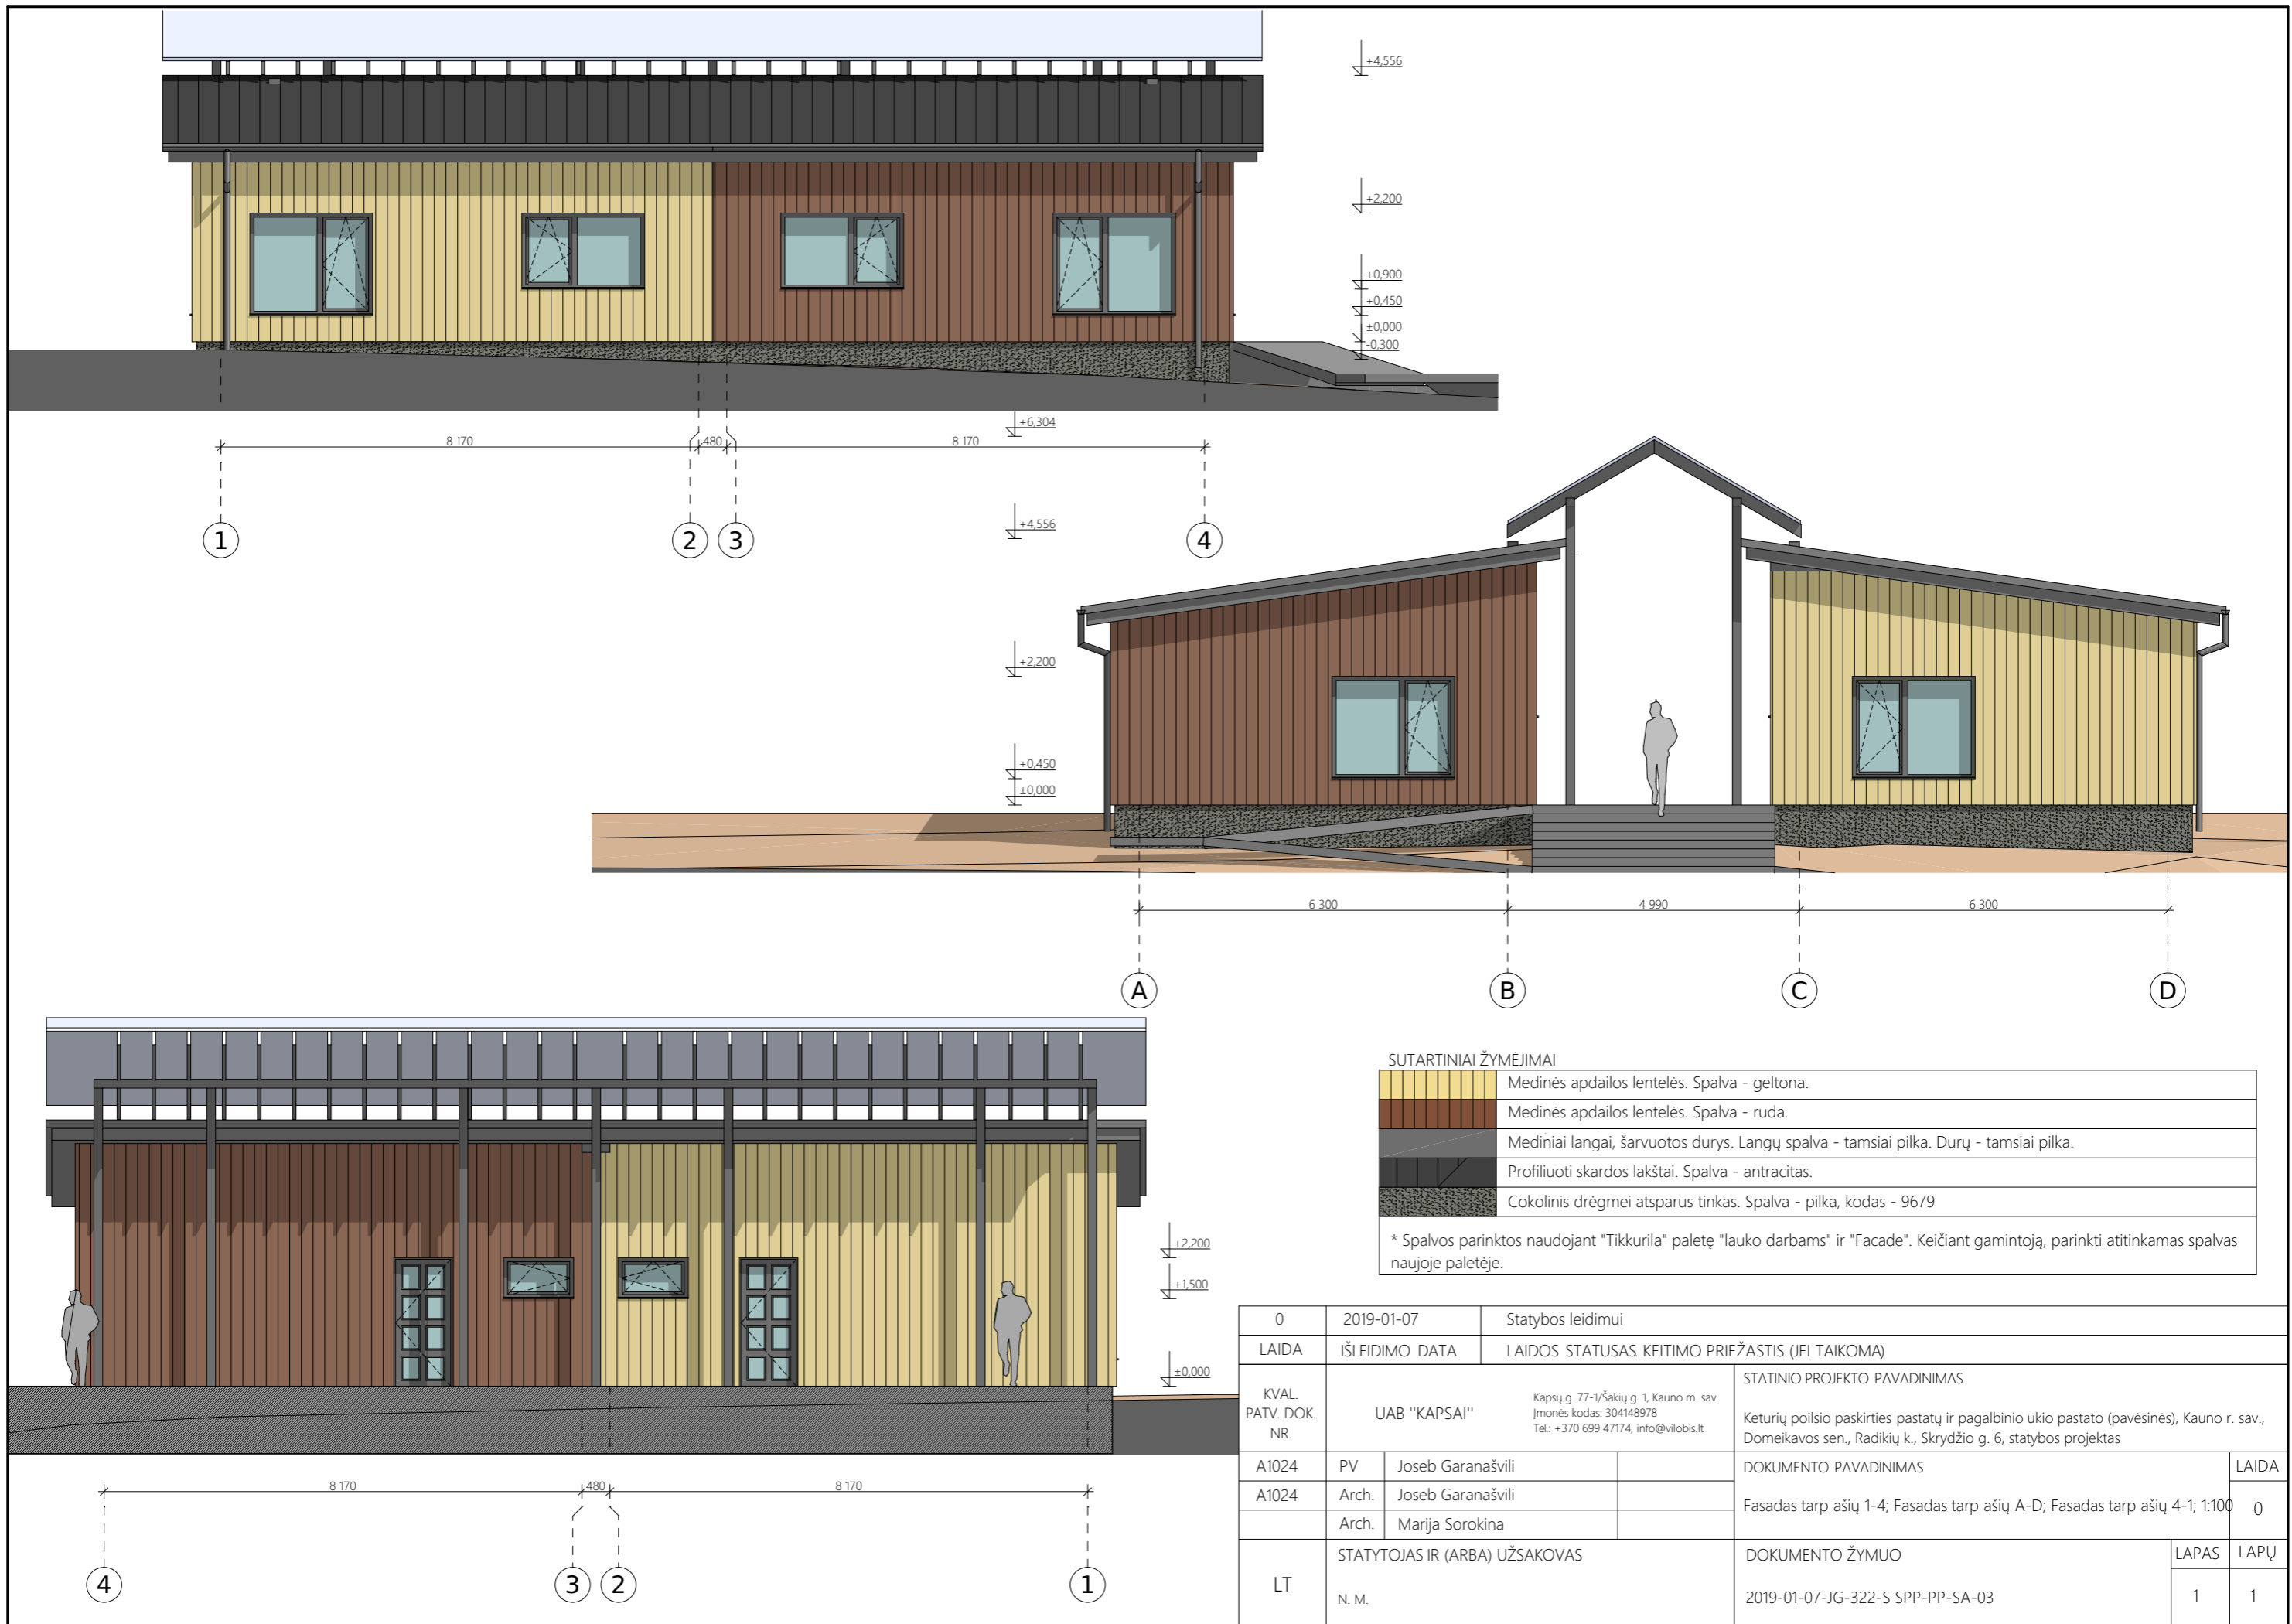 +4,556
+2,200
+0,900
+0,450
±0,000
-0,300
8 170
480
8 170
1
2
3
4
+6,304
+4,556
+2,200
+0,450
±0,000
6 300
4 990
6 300
A
B
C
D
+2,200
+1,500
±0,000
8 170
480
8 170
4
3
2
1
SUTARTINIAI ŽYMĖJIMAI
Medinės apdailos lentelės. Spalva - geltona.
Medinės apdailos lentelės. Spalva - ruda.
Mediniai langai, šarvuotos durys. Langų spalva - tamsiai pilka. Durų - tamsiai pilka.
Profiliuoti skardos lakštai. Spalva - antracitas.
Cokolinis drėgmei atsparus tinkas. Spalva - pilka, kodas - 9679
* Spalvos parinktos naudojant "Tikkurila" paletę "lauko darbams" ir "Facade". Keičiant gamintoją, parinkti atitinkamas spalvas
naujoje paletėje.
0 2019-01-07 Statybos leidimui
LAIDA IŠLEIDIMO DATA LAIDOS STATUSAS. KEITIMO PRIEŽASTIS (JEI TAIKOMA)
KVAL.
PATV. DOK.
NR.
UAB "KAPSAI"
Kapsų g. 77-1/Šakių g. 1, Kauno m. sav.
Įmonės kodas: 304148978
Tel.: +370 699 47174, info@vilobis.lt
STATINIO PROJEKTO PAVADINIMAS
Keturių poilsio paskirties pastatų ir pagalbinio ūkio pastato (pavėsinės), Kauno r. sav.,
Domeikavos sen., Radikių k., Skrydžio g. 6, statybos projektas
A1024 PV Joseb Garanašvili
A1024 Arch. Joseb Garanašvili
Arch. Marija Sorokina
DOKUMENTO PAVADINIMAS LAIDA
Fasadas tarp ašių 1-4; Fasadas tarp ašių A-D; Fasadas tarp ašių 4-1; 1:100 0
LT
STATYTOJAS IR (ARBA) UŽSAKOVAS
N. M.
DOKUMENTO ŽYMUO LAPAS LAPŲ
2019-01-07-JG-322-S SPP-PP-SA-03 1 1